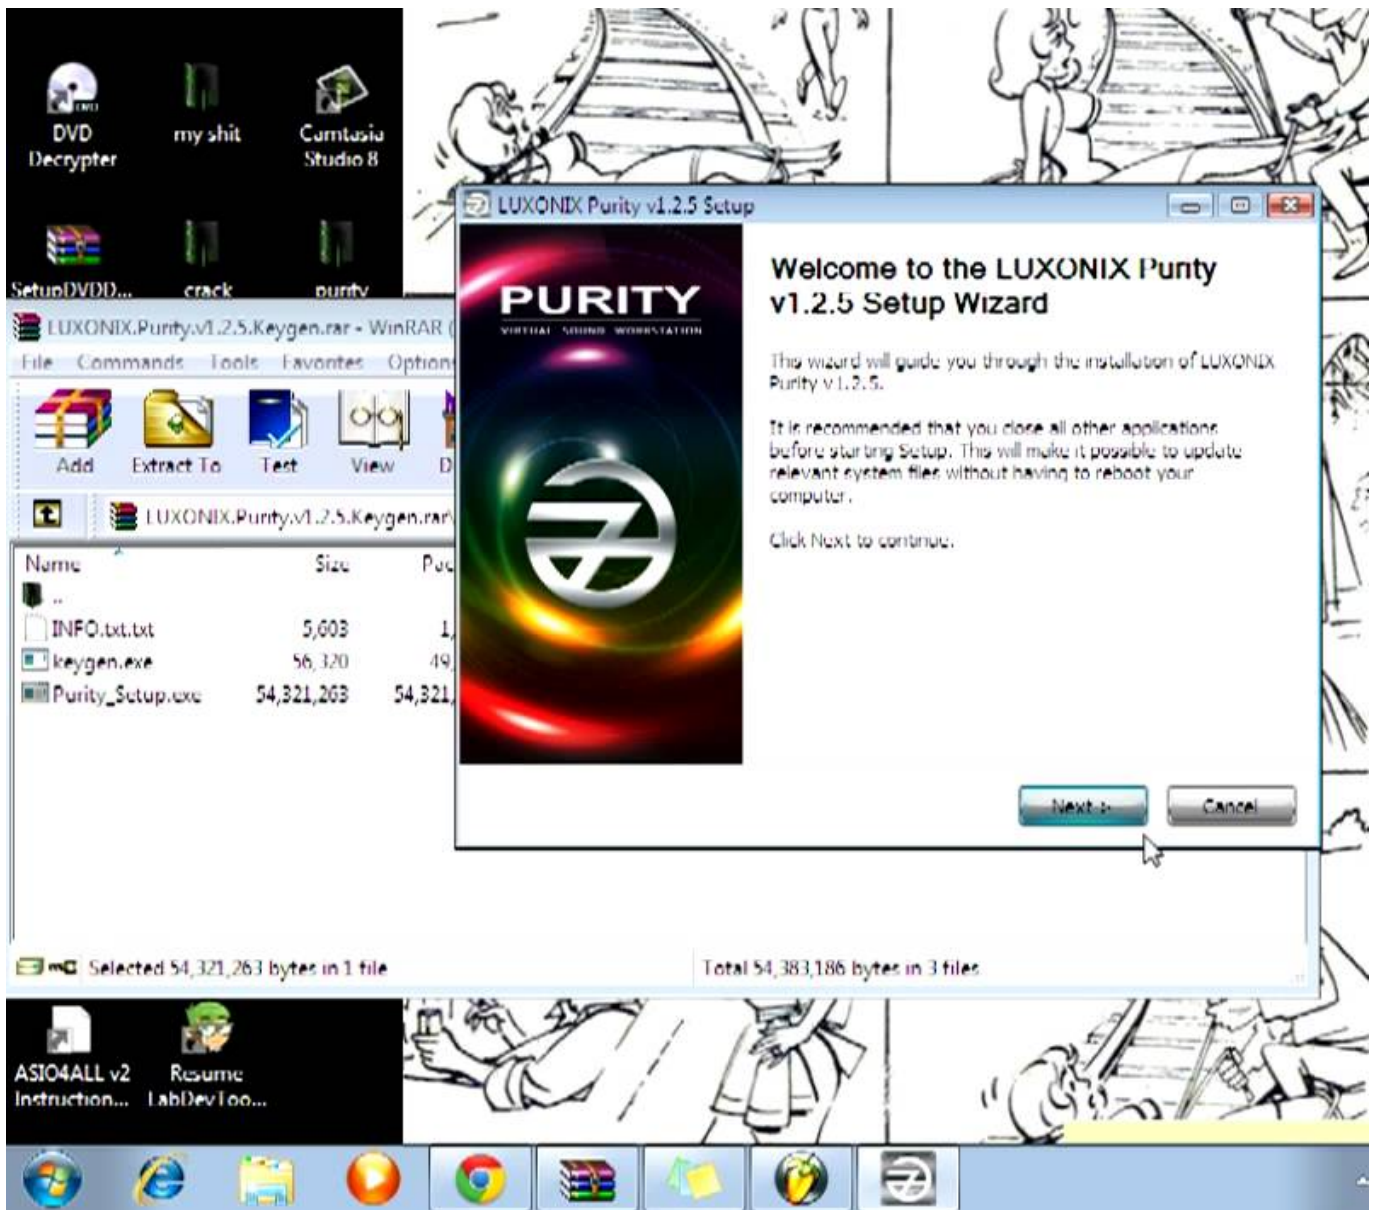 DVD
Decrypter
my shit
Camtasia
Studio 8
SetupDVDD...
crack
purity
LUXONIX Purity v1.2.5 Setup
PURITY
VIRTUAL SOUND WORKSTATION
Welcome to the LUXONIX Purity
v1.2.5 Setup Wizard
This wizard will guide you through the installation of LUXONIX
Purity v1.2.5.
It is recommended that you close all other applications
before starting Setup. This will make it possible to update
relevant system files without having to reboot your
computer.
Click Next to continue.
Next >
Cancel
LUXONIX.Purity.v1.2.5.Keygen.rar - WinRAR (
File Commands Tools Favorites Option
Add Extract To Test View D
LUXONIX.Purity.v1.2.5.Keygen.rar\
Name Size Pac
..
INFO.txt.txt 5,603 1,
keygen.exe 56,320 49,
Purity_Setup.exe 54,321,263 54,321,
Selected 54,321,263 bytes in 1 file
Total 54,383,186 bytes in 3 files
ASIO4ALL v2
Instruction...
Resume
LabDevToo...